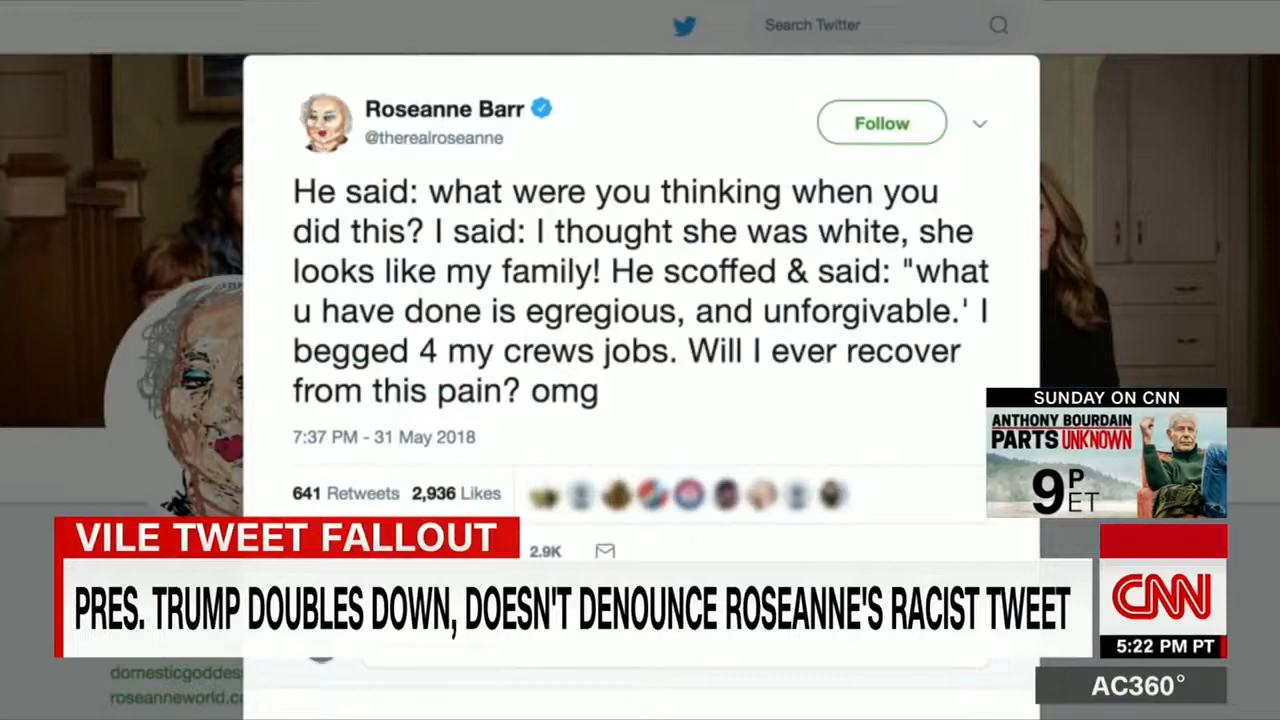 Search Twitter
Roseanne Barr
@therealroseanne
Follow
He said: what were you thinking when you
did this? I said: I thought she was white, she
looks like my family! He scoffed & said: "what
u have done is egregious, and unforgivable.' I
begged 4 my crews jobs. Will I ever recover
from this pain? omg
7:37 PM - 31 May 2018
641 Retweets 2,936 Likes
2.9K
SUNDAY ON CNN
ANTHONY BOURDAIN
PARTS UNKNOWN
9P ET
VILE TWEET FALLOUT
PRES. TRUMP DOUBLES DOWN, DOESN'T DENOUNCE ROSEANNE'S RACIST TWEET
CNN
5:22 PM PT
AC360°
domesticgoddes
roseanneworld.c